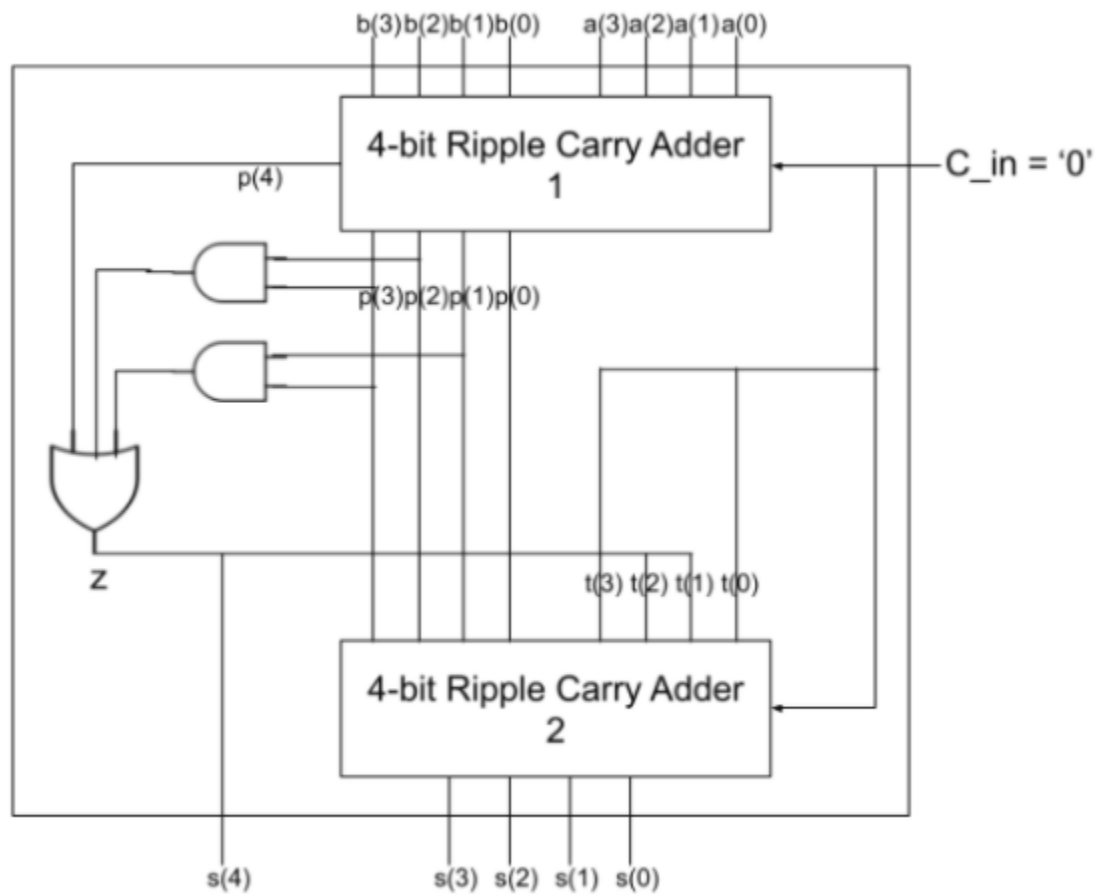 b(3) b(2) b(1) b(0) a(3) a(2) a(1) a(0)
4-bit Ripple Carry Adder
1
C_in = ‘0’
p(4)
p(3) p(2) p(1) p(0)
z
t(3) t(2) t(1) t(0)
4-bit Ripple Carry Adder
2
s(4) s(3) s(2) s(1) s(0)